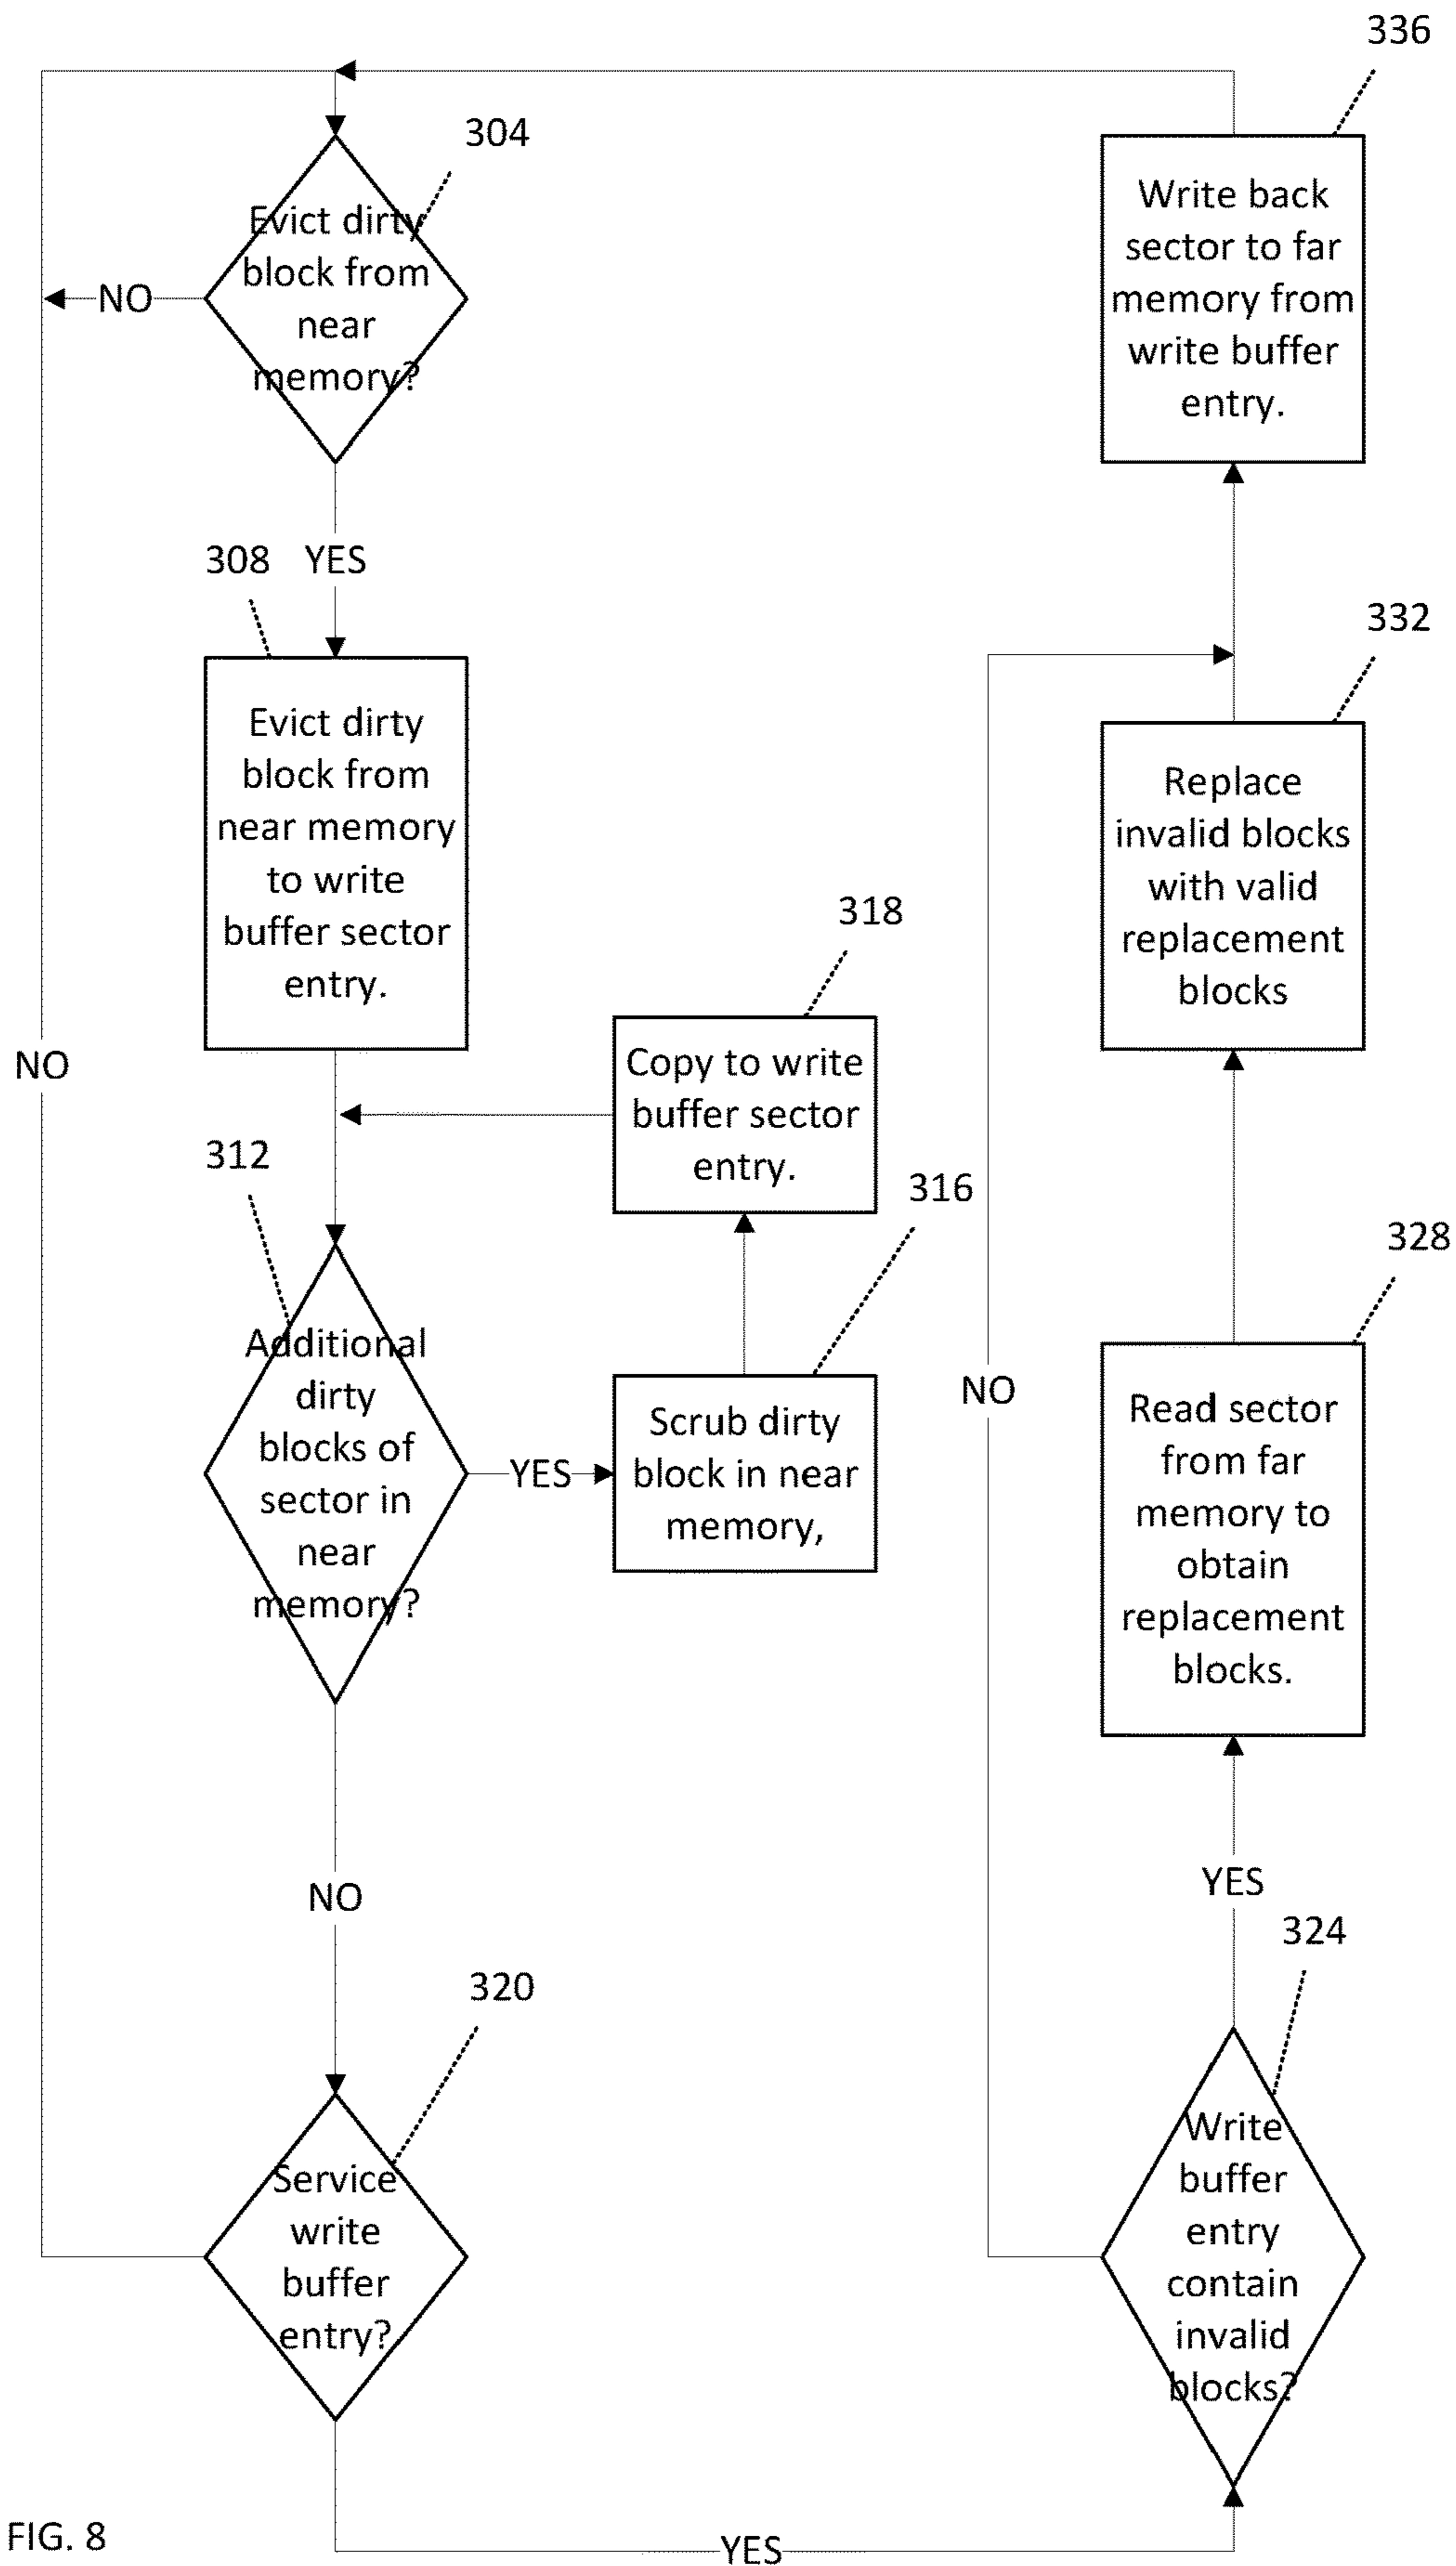 336
304
Evict dirty
block from
near
memory?
NO
Write back
sector to far
memory from
write buffer
entry.
308
YES
332
Evict dirty
block from
near memory
to write
buffer sector
entry.
Replace
invalid blocks
with valid
replacement
blocks
318
NO
Copy to write
buffer sector
entry.
312
316
328
Additional
dirty
blocks of
sector in
near
memory?
YES
Scrub dirty
block in near
memory,
NO
Read sector
from far
memory to
obtain
replacement
blocks.
NO
YES
324
320
Service
write
buffer
entry?
Write
buffer
entry
contain
invalid
blocks?
YES
FIG. 8